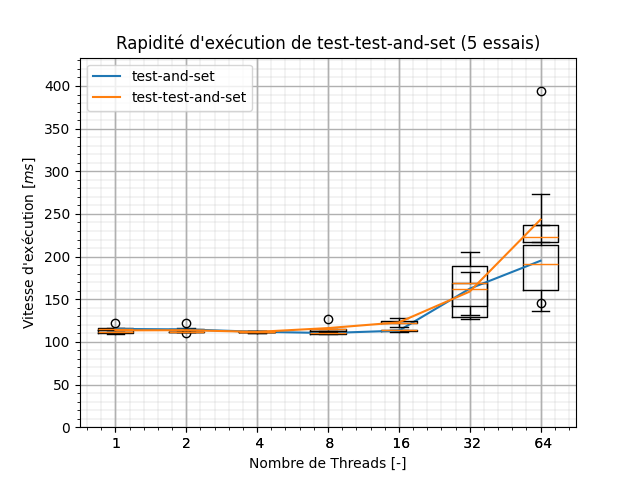 Rapidité d'exécution de test-test-and-set (5 essais)
test-and-set
test-test-and-set
400
350
300
250
200
150
100
50
0
Vitesse d'exécution [ms]
1 2 4 8 16 32 64
Nombre de Threads [-]